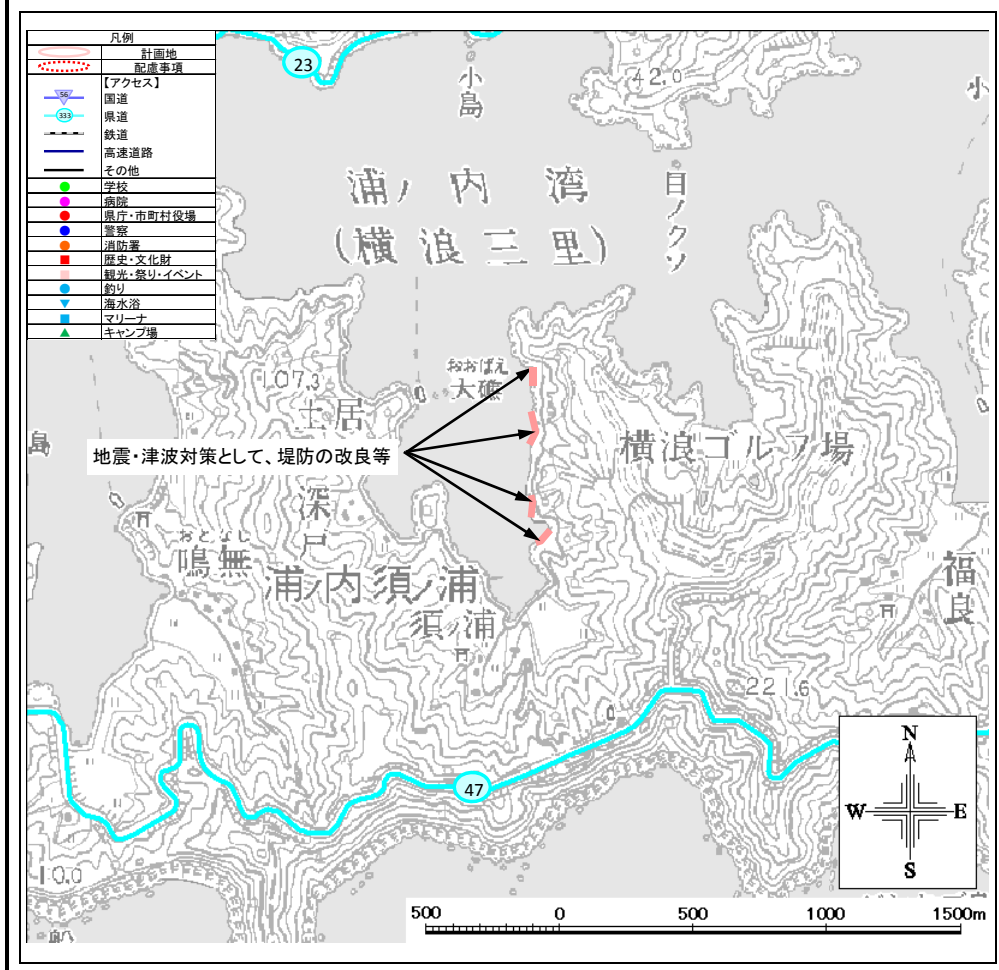 凡例
計画地
配慮事項
【アクセス】
56 国道
333 県道
鉄道
高速道路
その他
学校
病院
県庁・市町村役場
警察
消防署
歴史・文化財
観光・祭り・イベント
釣り
海水浴
マリーナ
キャンプ場
23
小島
42.0
小
浦ノ内湾
(横浪三里)
目ノクソ
おおばえ
大礁
107.3
土居
島
地震・津波対策として、堤防の改良等
横浪ゴルフ場
深戸
おとなし
鳴無
浦ノ内須ノ浦
須ノ浦
福良
221.6
47
10.0
N
W E
S
500 0 500 1000 1500m